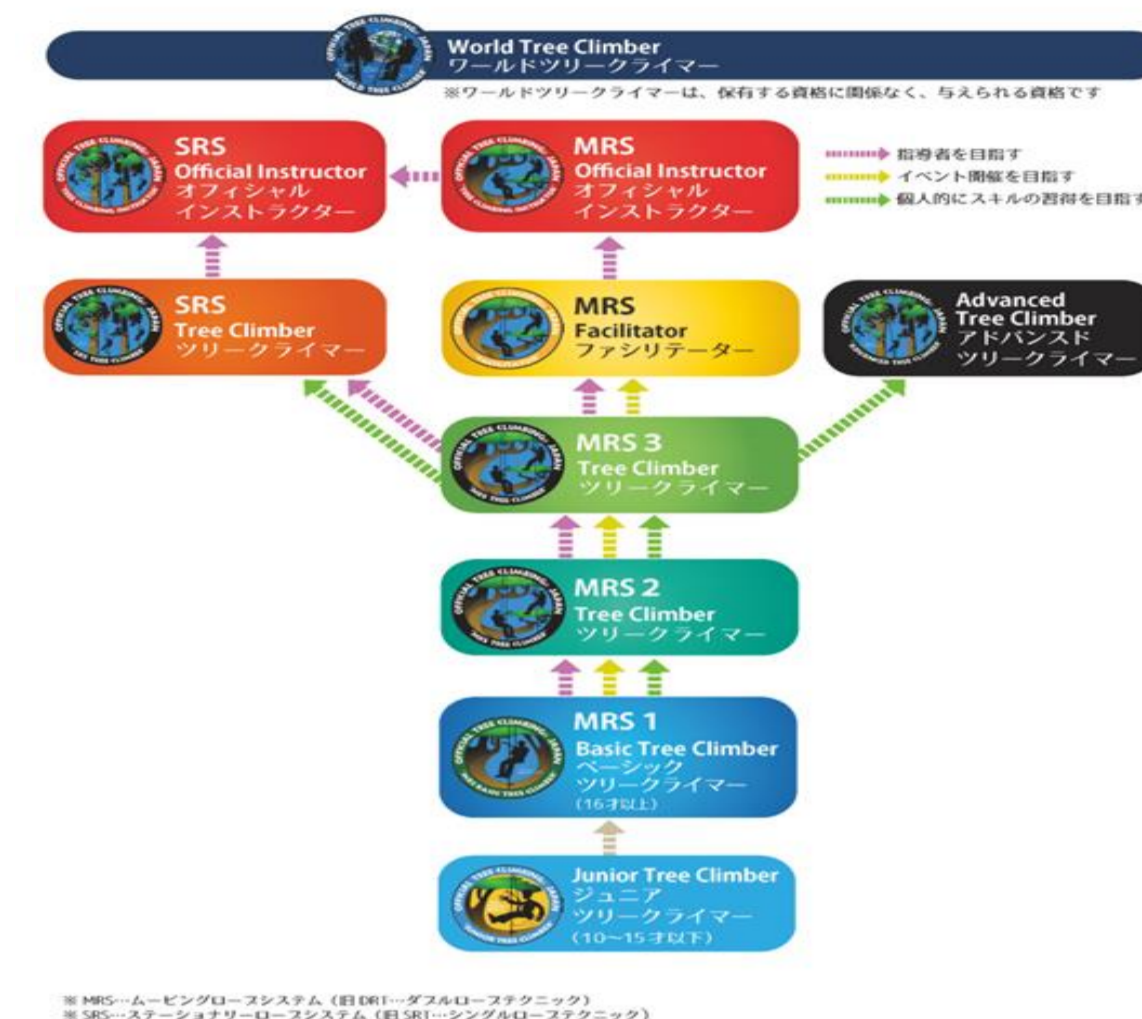 World Tree Climber
ワールドツリークライマー
※ワールドツリークライマーは、保有する資格に関係なく、与えられる資格です
SRS
Official Instructor
オフィシャル
インストラクター
MRS
Official Instructor
オフィシャル
インストラクター
指導者を目指す
イベント開催を目指す
個人的にスキルの習得を目指す
SRS
Tree Climber
ツリークライマー
MRS
Facilitator
ファシリテーター
Advanced
Tree Climber
アドバンスド
ツリークライマー
MRS 3
Tree Climber
ツリークライマー
MRS 2
Tree Climber
ツリークライマー
MRS 1
Basic Tree Climber
ベーシック
ツリークライマー
(16才以上)
Junior Tree Climber
ジュニア
ツリークライマー
(10～15才以下)
※ MRS…ムービングロープシステム（旧 DRT…ダブルロープテクニック）
※ SRS…ステーショナリーロープシステム（旧 SRT…シングルロープテクニック）